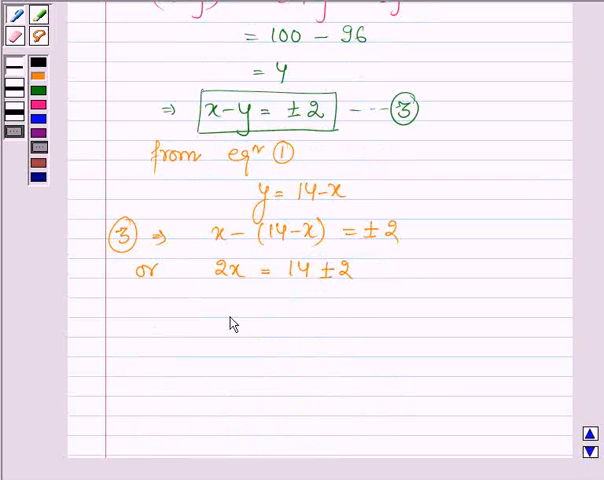 = 100 - 96
= 4
⇒ x-y = ±2 - --- ③
from eqⁿ ①
y = 14-x
③ ⇒ x - (14-x) = ±2
or 2x = 14 ±2